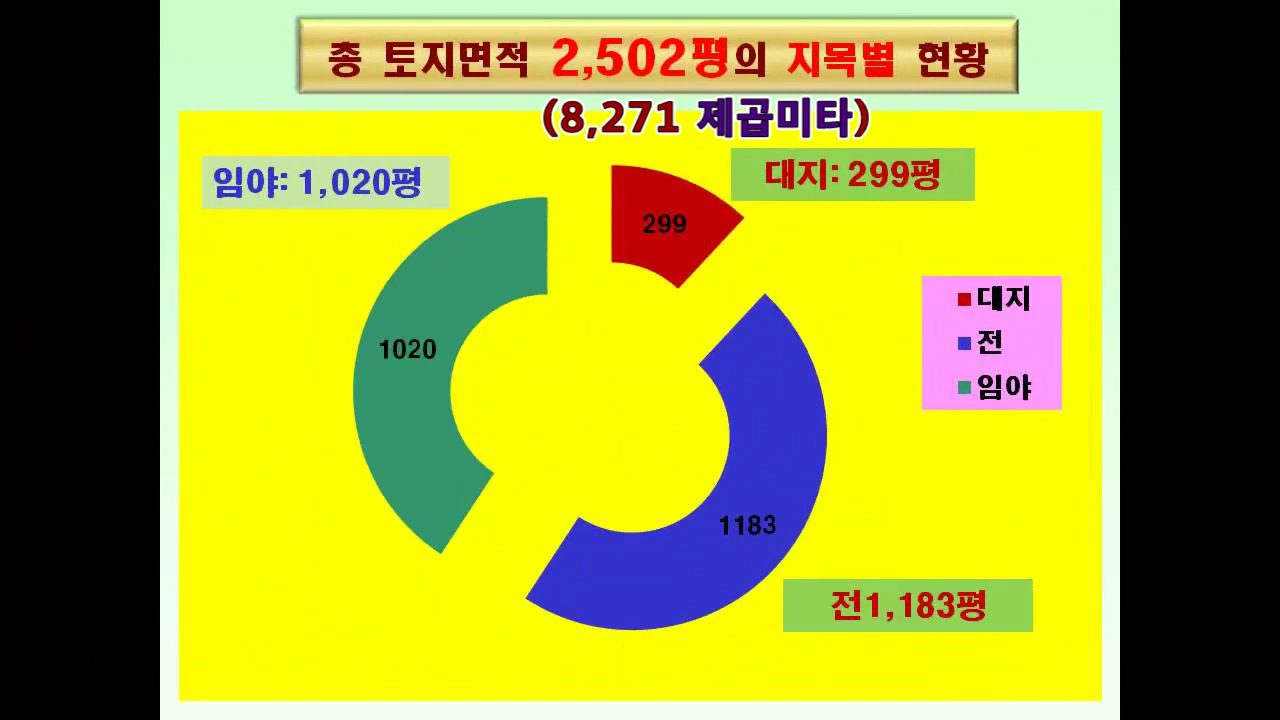 총 토지면적 2,502평의 지목별 현황
(8,271 제곱미타)
임야: 1,020평
대지: 299평
299
대지
전
임야
1020
1183
전1,183평